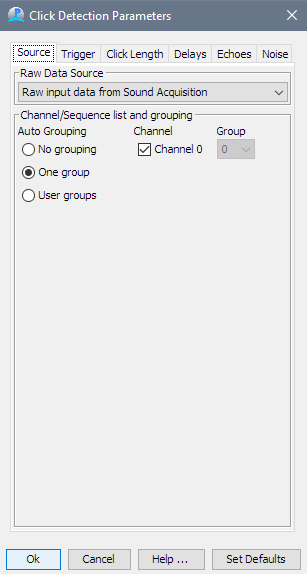 Click Detection Parameters
Source Trigger Click Length Delays Echoes Noise
Raw Data Source
Raw input data from Sound Acquisition
Channel/Sequence list and grouping
Auto Grouping Channel Group
No grouping Channel 0 0
One group
User groups
Ok Cancel Help ... Set Defaults